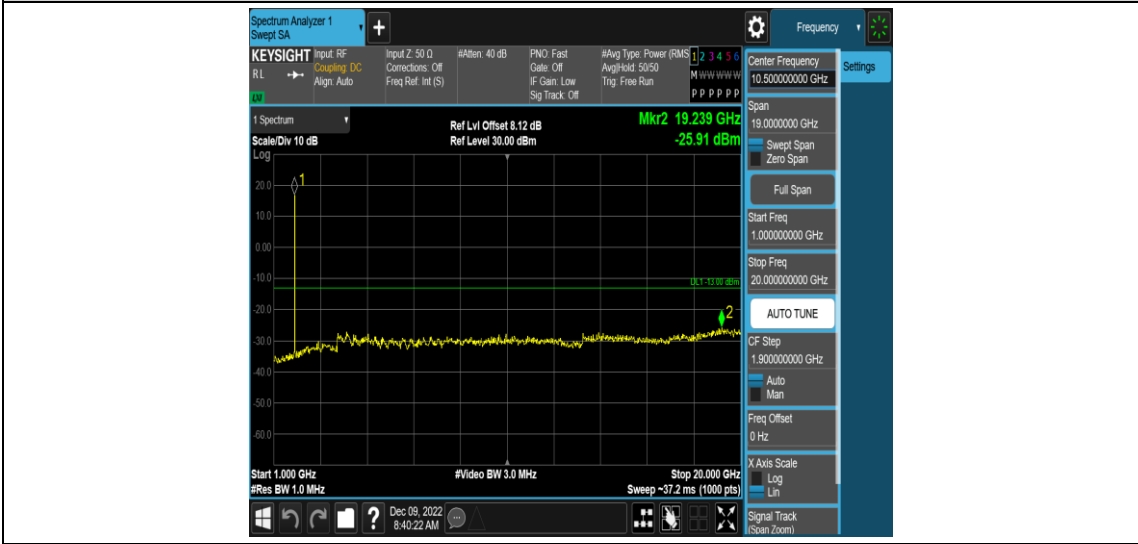 Spectrum Analyzer 1
Swept SA
+
Frequency
KEYSIGHT
RL
LXI
Input: RF
Coupling: DC
Align: Auto
Input Z: 50 Ω
Corrections: Off
Freq Ref: Int (S)
#Atten: 40 dB
PNO: Fast
Gate: Off
IF Gain: Low
Sig Track: Off
#Avg Type: Power (RMS
Avg|Hold: 50/50
Trig: Free Run
1 2 3 4 5 6
M W W W W W
P P P P P P
Center Frequency
10.500000000 GHz
Settings
Span
19.0000000 GHz
Swept Span
Zero Span
Full Span
Start Freq
1.000000000 GHz
Stop Freq
20.000000000 GHz
AUTO TUNE
CF Step
1.900000000 GHz
Auto
Man
Freq Offset
0 Hz
X Axis Scale
Log
Lin
Signal Track
(Span Zoom)
1 Spectrum
Scale/Div 10 dB
Log
Ref Lvl Offset 8.12 dB
Ref Level 30.00 dBm
Mkr2 19.239 GHz
-25.91 dBm
1
20.0
10.0
0.00
-10.0
DL1 -13.00 dBm
-20.0
2
-30.0
-40.0
-50.0
-60.0
Start 1.000 GHz
#Res BW 1.0 MHz
#Video BW 3.0 MHz
Stop 20.000 GHz
Sweep ~37.2 ms (1000 pts)
?
Dec 09, 2022
8:40:22 AM